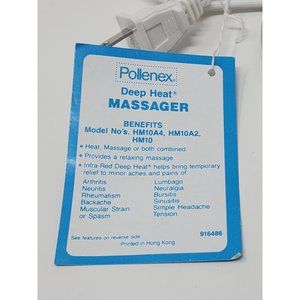 Pollenex®
Deep Heat®
MASSAGER
BENEFITS
Model No's. HM10A4, HM10A2,
HM10
• Heat, Massage or both combined.
• Provides a relaxing massage.
• Infra-Red Deep Heat® helps bring temporary
relief to minor aches and pains of:
Arthritis Lumbago
Neuritis Neuralgia
Rheumatism Bursitis
Backache Sinusitis
Muscular Strain Simple Headache
or Spasm Tension
See features on reverse side 916486
Printed in Hong Kong